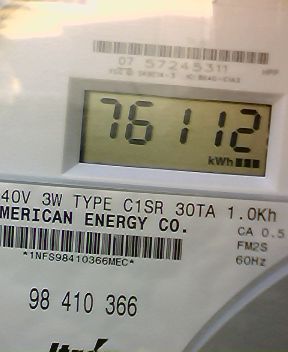 07 57245311
76112
kWh
40V 3W TYPE C1SR 30TA 1.0Kh
MERICAN ENERGY CO.
CA 0.5
FM2S
60Hz
*1NFS98410366MEC*
98 410 366